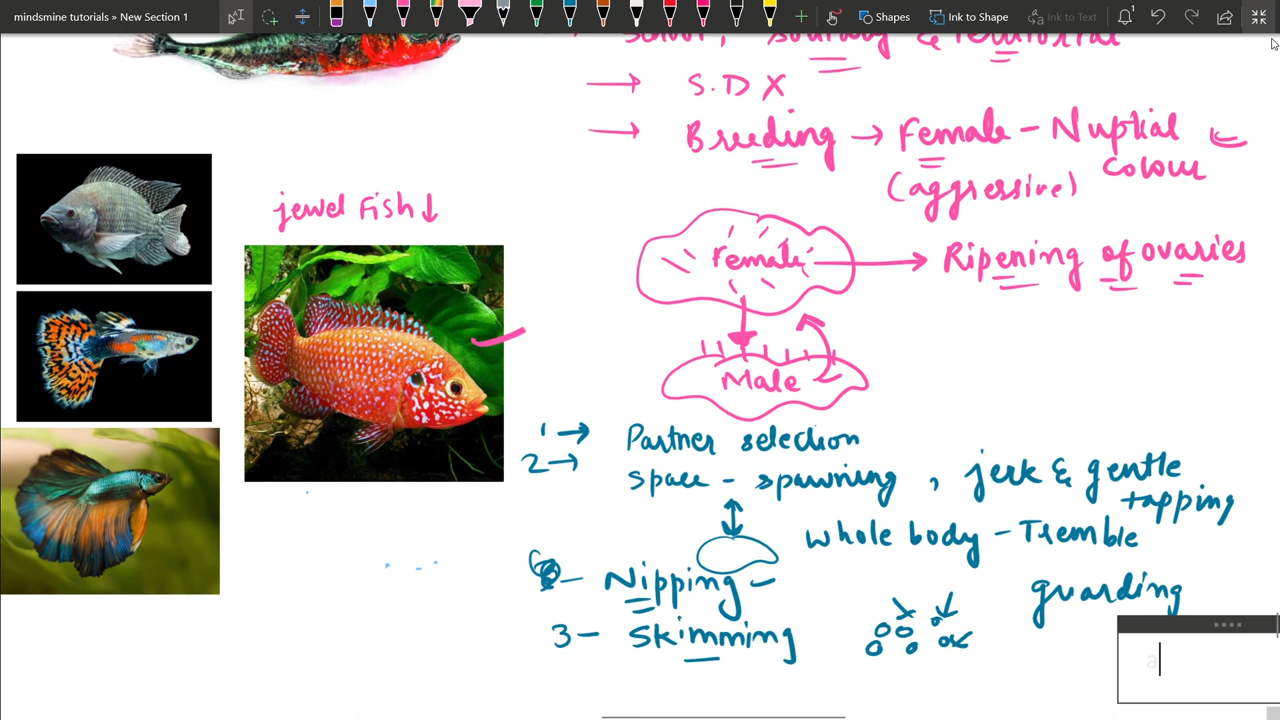 mindsmine tutorials » New Section 1
Shapes
Ink to Shape
Ink to Text
School, & territorial
→ S.D X
→ Breeding → Female - Nuptial
colour
(aggressive)
jewel Fish ↓
Female → Ripening of ovaries
Male
1 → Partner selection
2 → space - spawning, jerk & gentle
tapping
whole body - Tremble
- Nipping -
guarding
3 - Skimming
a